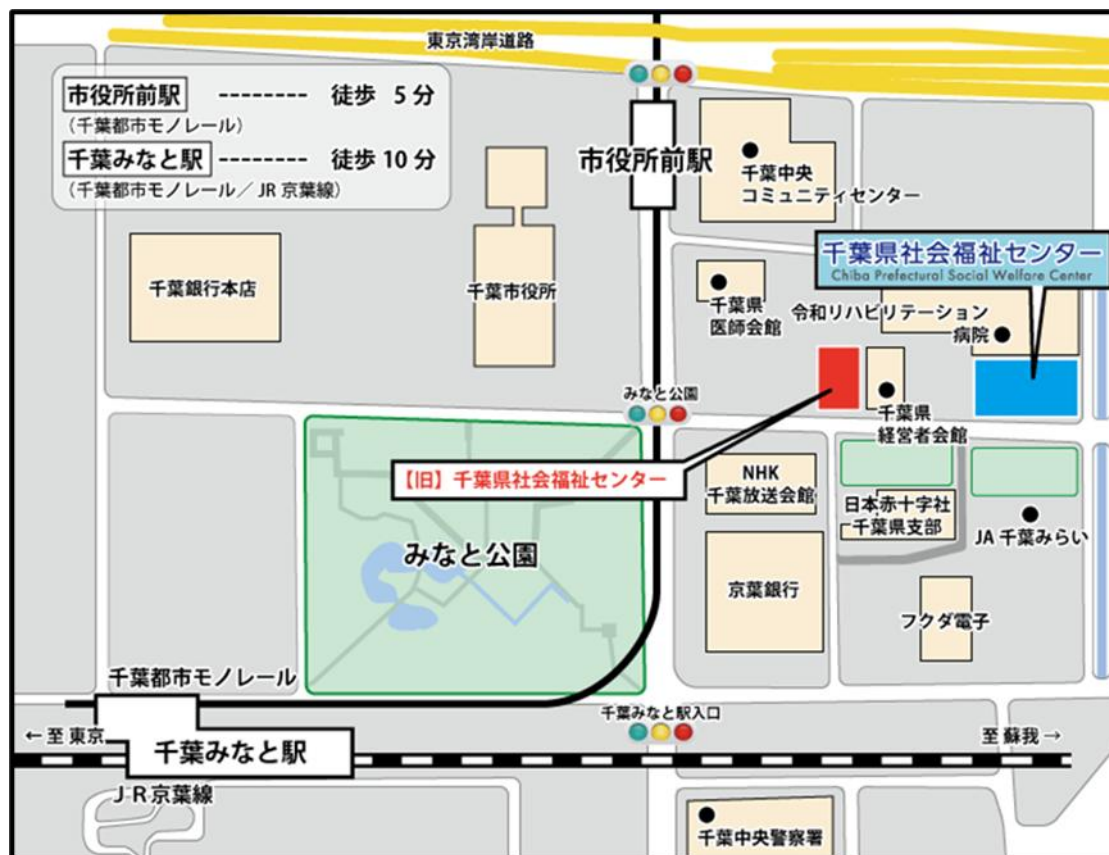 東京湾岸道路
市役所前駅 -------- 徒歩 5 分
(千葉都市モノレール)
千葉みなと駅 -------- 徒歩 10 分
(千葉都市モノレール／JR 京葉線)
市役所前駅
千葉中央
コミュニティセンター
千葉県社会福祉センター
Chiba Prefectural Social Welfare Center
千葉銀行本店
千葉市役所
千葉県
医師会館
令和リハビリテーション
病院
みなと公園
千葉県
経営者会館
【旧】千葉県社会福祉センター
NHK
千葉放送会館
日本赤十字社
千葉県支部
JA 千葉みらい
みなと公園
京葉銀行
フクダ電子
千葉都市モノレール
千葉みなと駅入口
← 至 東京
千葉みなと駅
至 蘇我 →
ＪＲ京葉線
千葉中央警察署